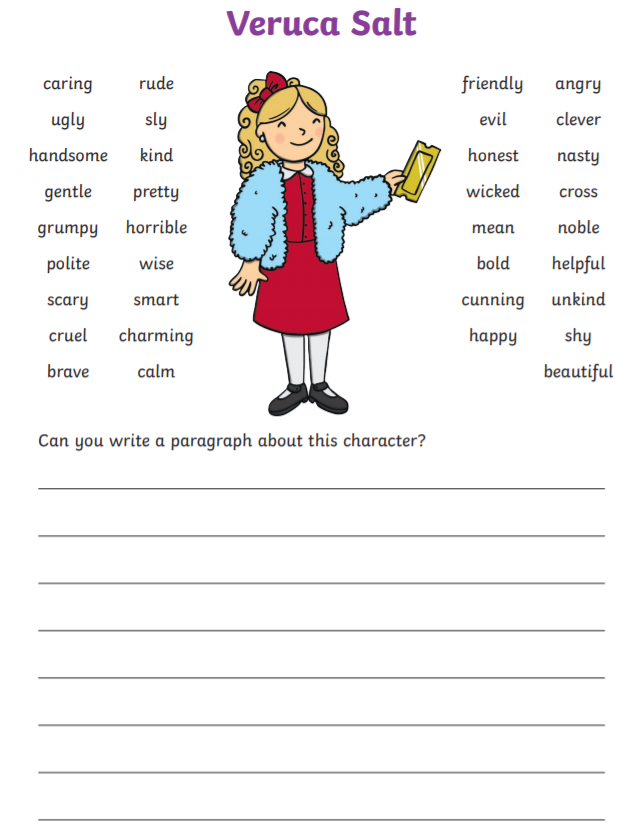 Veruca Salt
caring rude friendly angry
ugly sly evil clever
handsome kind honest nasty
gentle pretty wicked cross
grumpy horrible mean noble
polite wise bold helpful
scary smart cunning unkind
cruel charming happy shy
brave calm beautiful
Can you write a paragraph about this character?